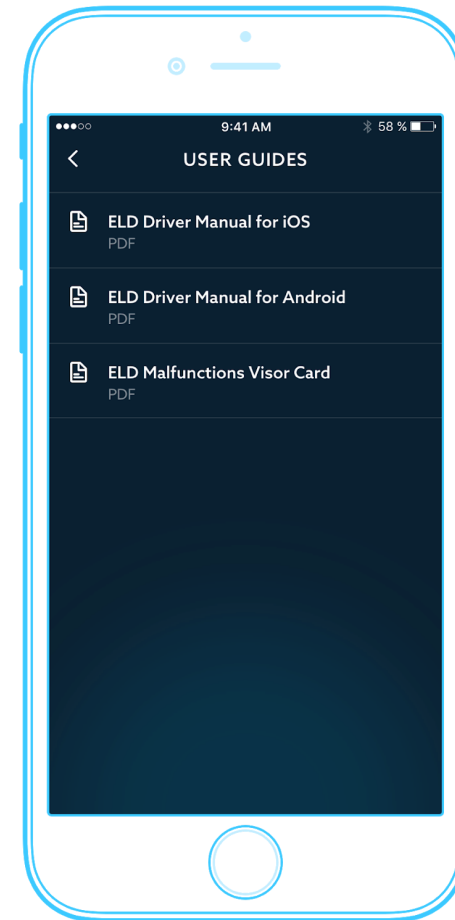 9:41 AM
58 %
USER GUIDES
ELD Driver Manual for iOS
PDF
ELD Driver Manual for Android
PDF
ELD Malfunctions Visor Card
PDF